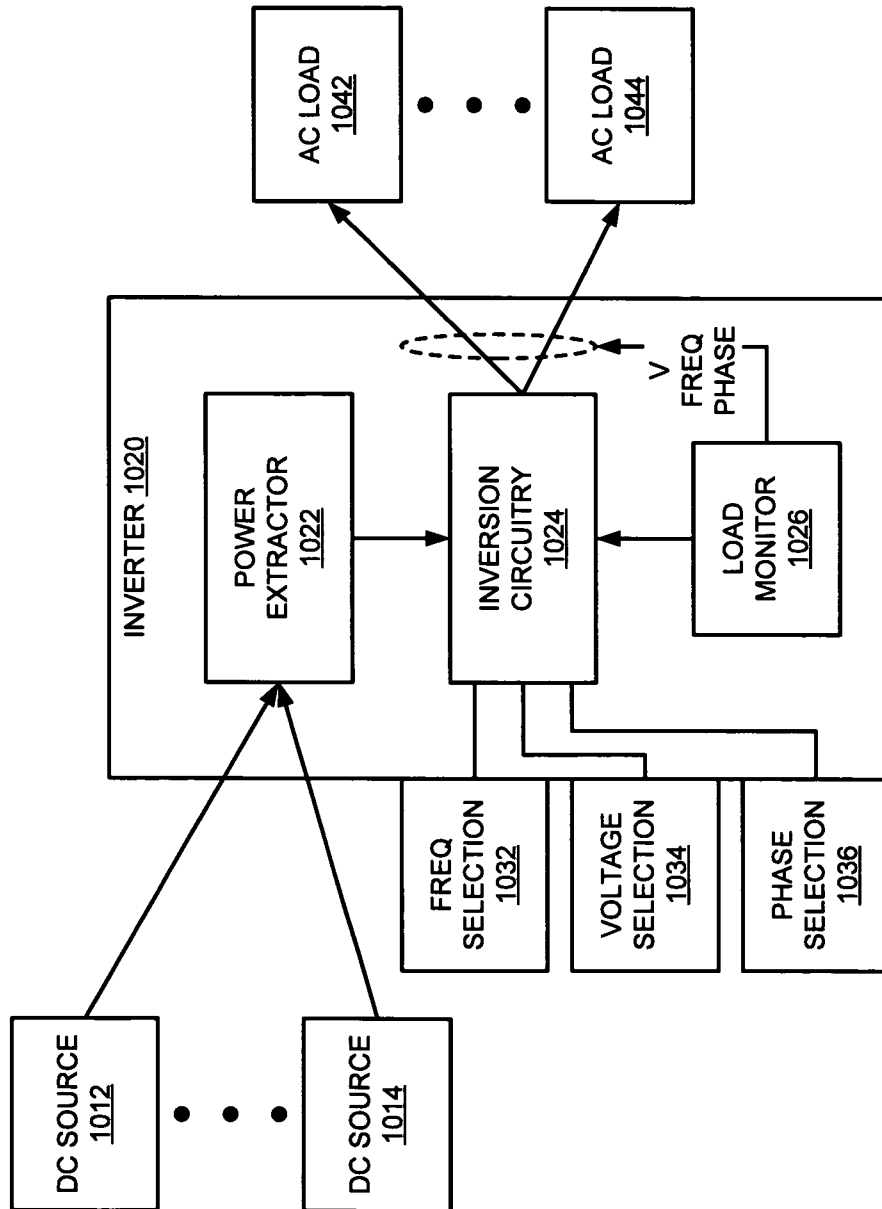 DC SOURCE
1012
DC SOURCE
1014
INVERTER 1020
POWER
EXTRACTOR
1022
INVERSION
CIRCUITRY
1024
LOAD
MONITOR
1026
V
FREQ
PHASE
FREQ
SELECTION
1032
VOLTAGE
SELECTION
1034
PHASE
SELECTION
1036
AC LOAD
1042
AC LOAD
1044